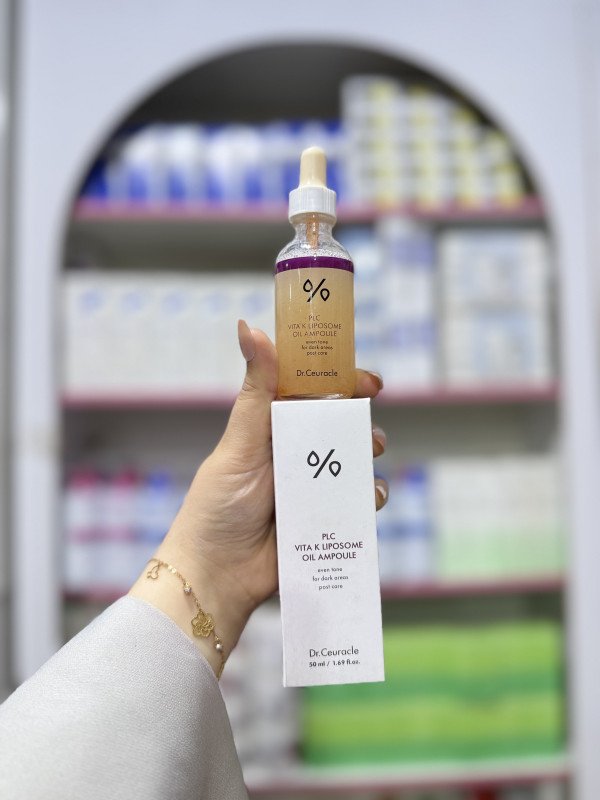 %
PLC
VITA K LIPOSOME
OIL AMPOULE
even tone
for dark areas
post care
Dr.Ceuracle
%
PLC
VITA K LIPOSOME
OIL AMPOULE
even tone
for dark areas
post care
Dr.Ceuracle
50 ml / 1.69 fl.oz.